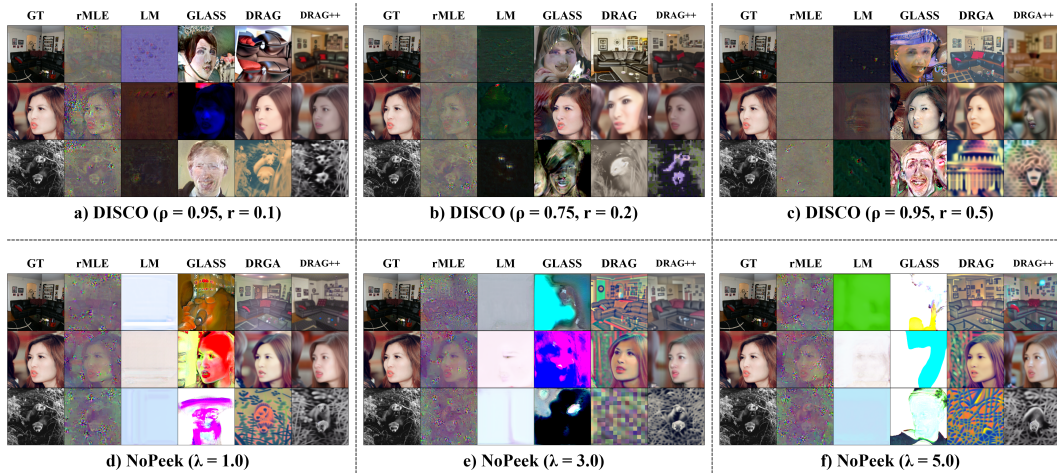 GT rMLE LM GLASS DRAG DRAG++
GT rMLE LM GLASS DRAG DRAG++
GT rMLE LM GLASS DRGA DRGA++
a) DISCO (ρ = 0.95, r = 0.1)
b) DISCO (ρ = 0.75, r = 0.2)
c) DISCO (ρ = 0.95, r = 0.5)
GT rMLE LM GLASS DRGA DRAG++
GT rMLE LM GLASS DRAG DRAG++
GT rMLE LM GLASS DRAG DRAG++
d) NoPeek (λ = 1.0)
e) NoPeek (λ = 3.0)
f) NoPeek (λ = 5.0)